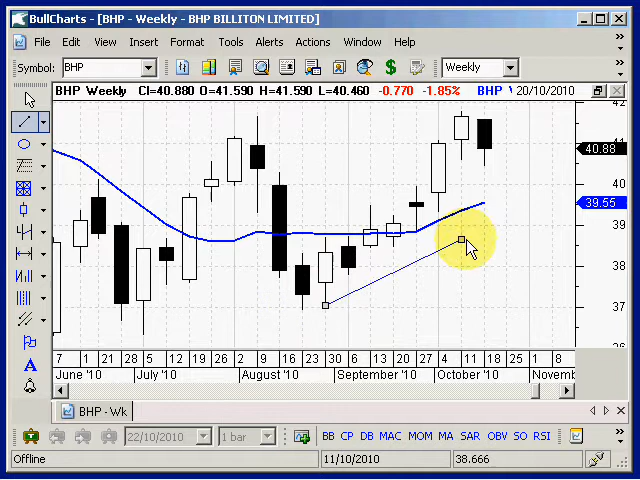 BullCharts - [BHP - Weekly - BHP BILLITON LIMITED]
File Edit View Insert Format Tools Alerts Actions Window Help
Symbol: BHP Weekly
BHP Weekly Cl=40.880 O=41.590 H=41.590 L=40.460 -0.770 -1.85% BHP 20/10/2010
42
40.88
40
39.55
39
38
37
36
7 1 21 28 5 12 19 26 2 9 16 23 30 6 13 20 27 4 11 18 25 1 8
June '10 July '10 August '10 September '10 October '10 November
BHP - Wk
22/10/2010 1 bar BB CP DB MAC MOM MA SAR OBV SO RSI
Offline 11/10/2010 38.666